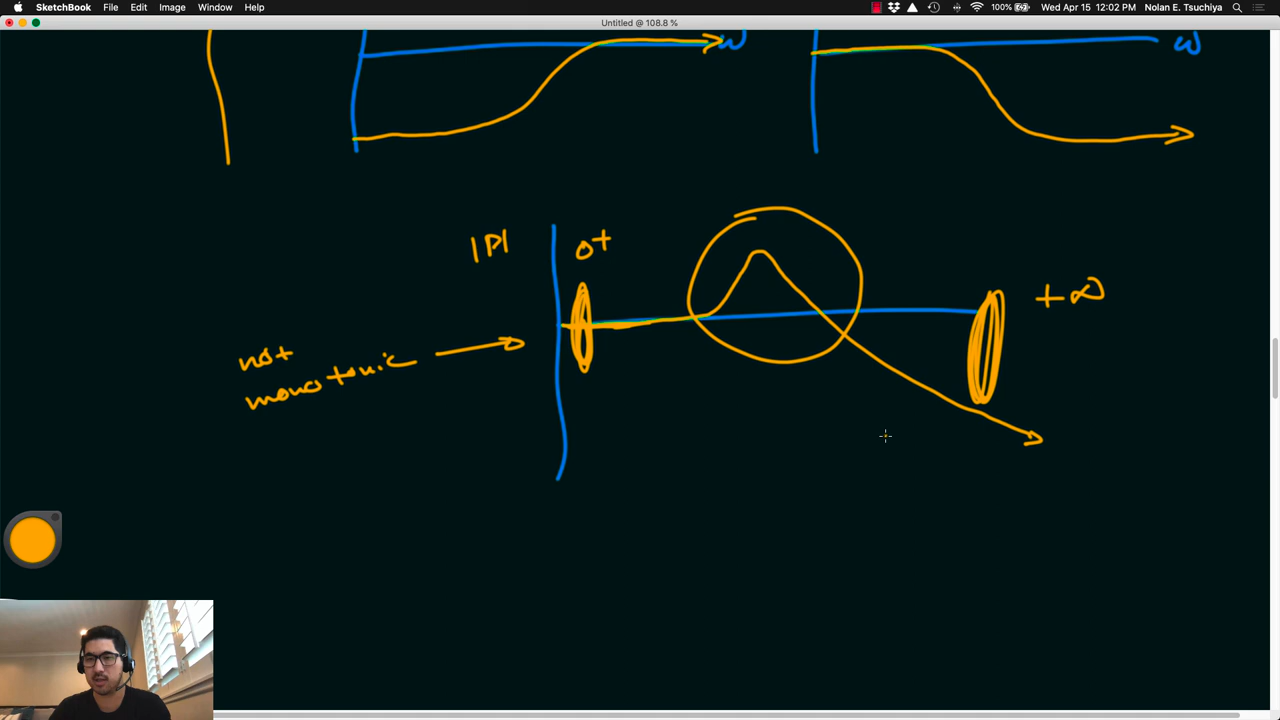 SketchBook File Edit Image Window Help 100% Wed Apr 15 12:02 PM Nolan E. Tsuchiya
Untitled @ 108.8 %
ω ω
|P| 0+
+∞
not
monotonic